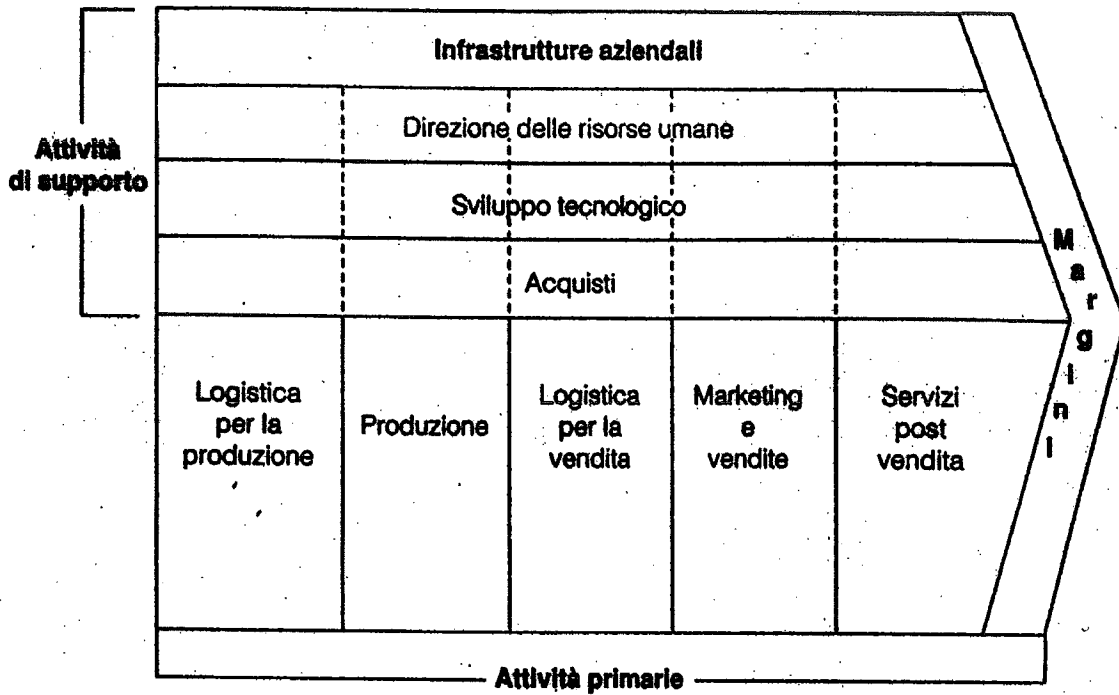 Infrastrutture aziendali
Direzione delle risorse umane
Attività
di supporto
Sviluppo tecnologico
Acquisti
Margini
Logistica
per la
produzione
Produzione
Logistica
per la
vendita
Marketing
e
vendite
Servizi
post
vendita
Attività primarie